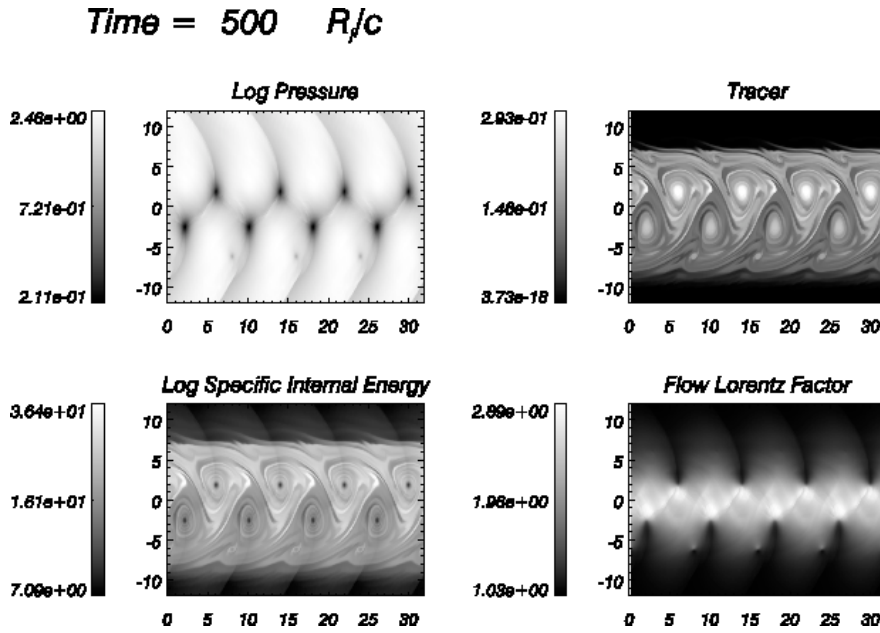 Time = 500 Rj/c
Log Pressure
2.46e+00
7.21e-01
2.11e-01
10
5
0
-5
-10
0 5 10 15 20 25 30
Tracer
2.93e-01
1.46e-01
3.73e-18
10
5
0
-5
-10
0 5 10 15 20 25 30
Log Specific Internal Energy
3.64e+01
1.61e+01
7.09e+00
10
5
0
-5
-10
0 5 10 15 20 25 30
Flow Lorentz Factor
2.89e+00
1.96e+00
1.03e+00
10
5
0
-5
-10
0 5 10 15 20 25 30